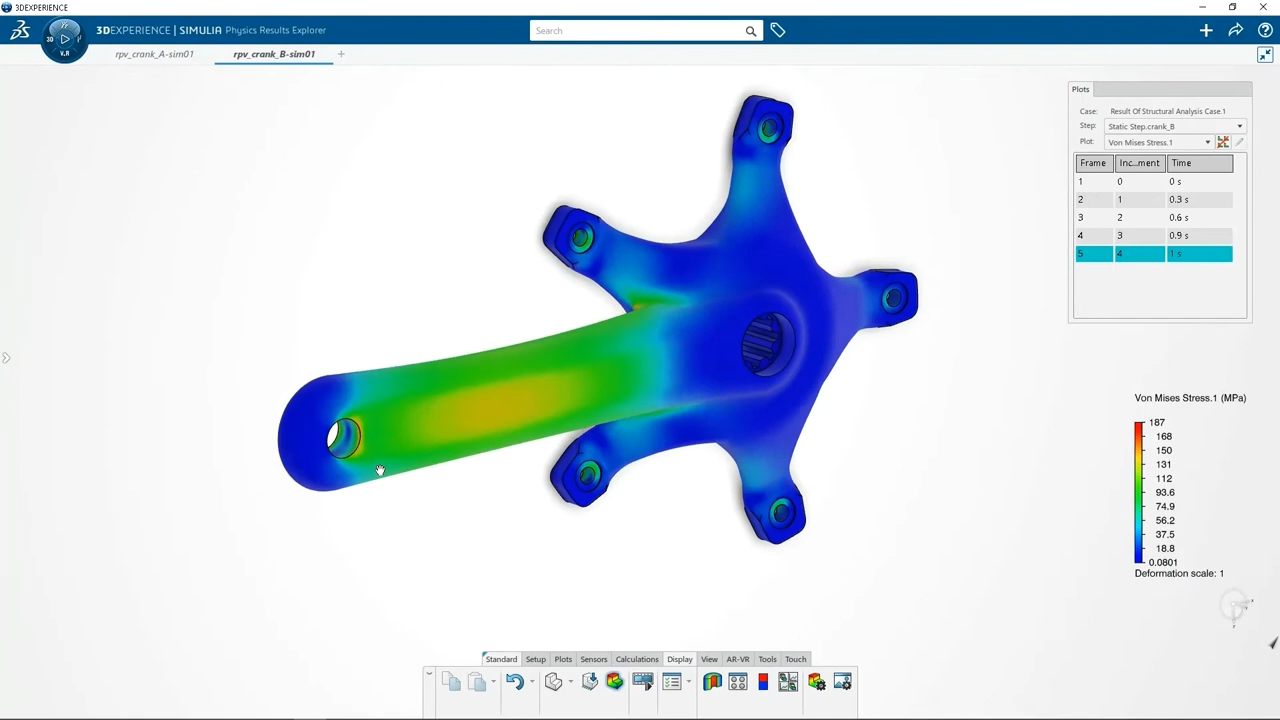 3DEXPERIENCE
3DEXPERIENCE | SIMULIA Physics Results Explorer
Search
3D
V.R
rpv_crank_A-sim01
rpv_crank_B-sim01
+
Plots
Case: Result Of Structural Analysis Case.1
Step: Static Step.crank_B
Plot: Von Mises Stress.1
Frame Inc...ment Time
1 0 0 s
2 1 0.3 s
3 2 0.6 s
4 3 0.9 s
5 4 1 s
Von Mises Stress.1 (MPa)
187
168
150
131
112
93.6
74.9
56.2
37.5
18.8
0.0801
Deformation scale: 1
Standard Setup Plots Sensors Calculations Display View AR-VR Tools Touch